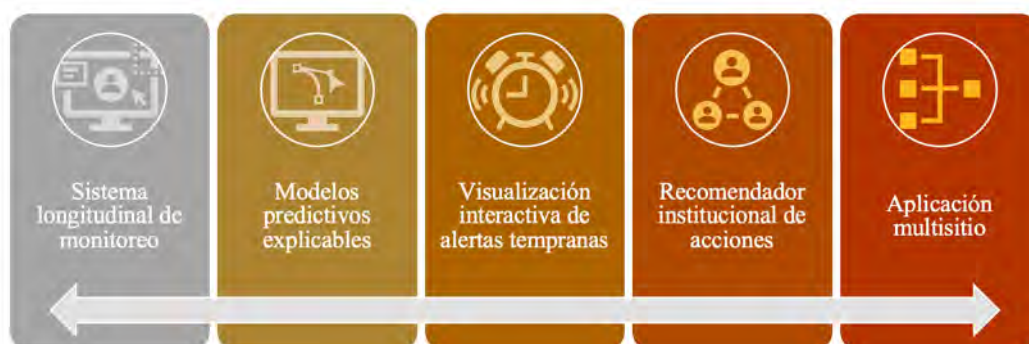 Sistema
longitudinal de
monitoreo
Modelos
predictivos
explicables
Visualización
interactiva de
alertas tempranas
Recomendador
institucional de
acciones
Aplicación
multisitio